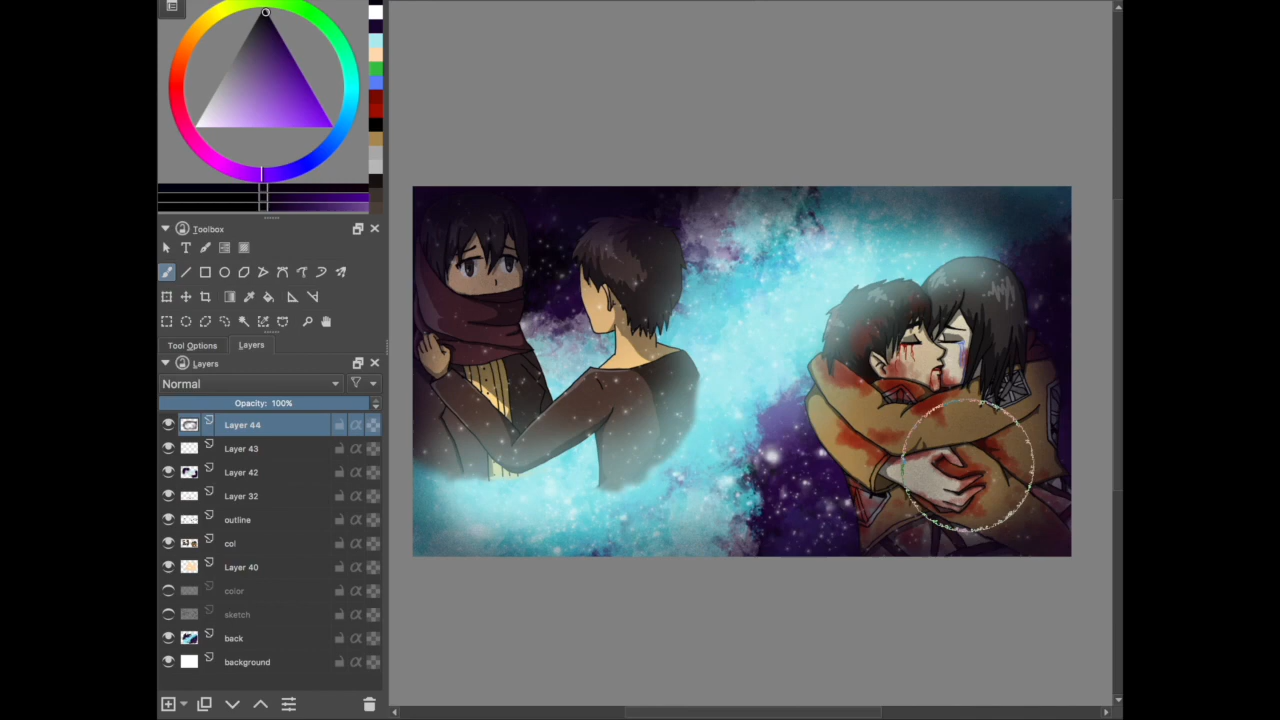 Toolbox
T
Tool Options
Layers
Layers
Normal
Opacity: 100%
Layer 44
Layer 43
Layer 42
Layer 32
outline
col
Layer 40
color
sketch
back
background